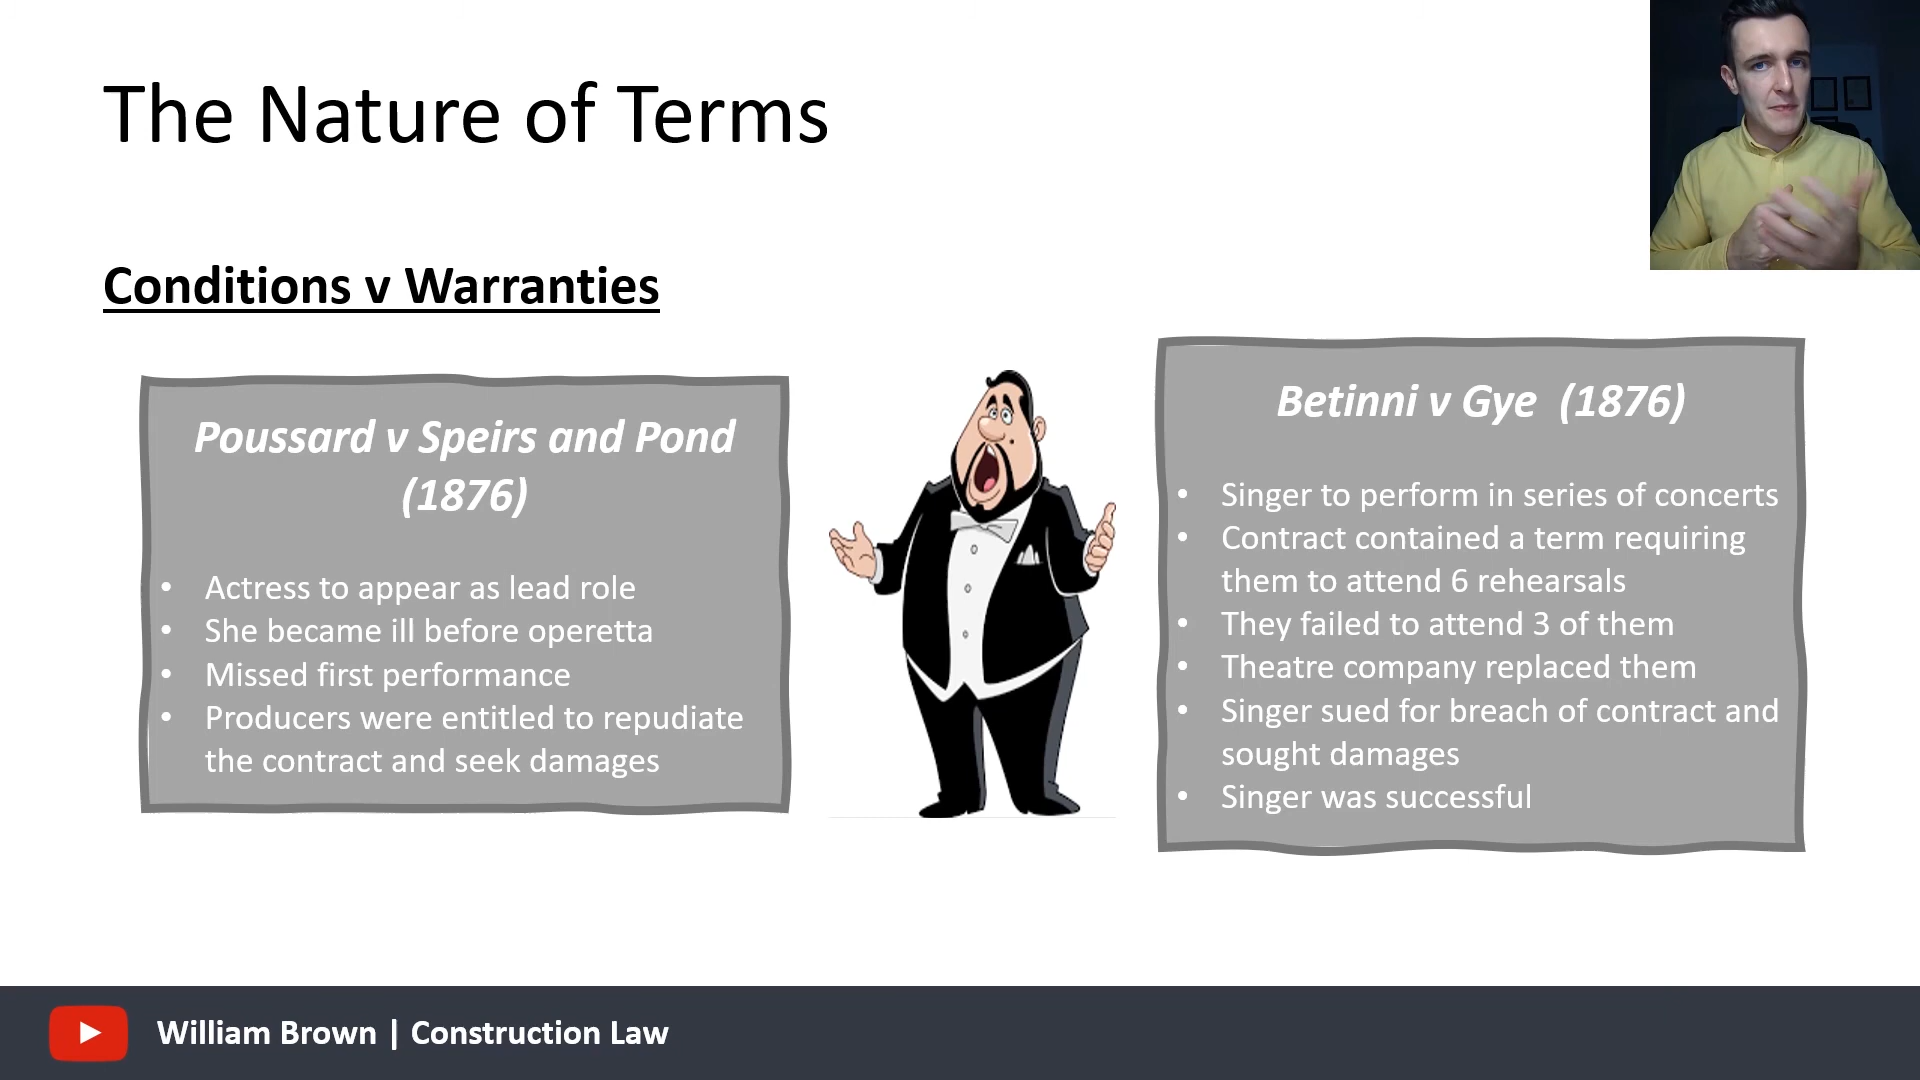 The Nature of Terms
Conditions v Warranties
Poussard v Speirs and Pond
(1876)
• Actress to appear as lead role
• She became ill before operetta
• Missed first performance
• Producers were entitled to repudiate
the contract and seek damages
Betinni v Gye (1876)
• Singer to perform in series of concerts
• Contract contained a term requiring
them to attend 6 rehearsals
• They failed to attend 3 of them
• Theatre company replaced them
• Singer sued for breach of contract and
sought damages
• Singer was successful
William Brown | Construction Law